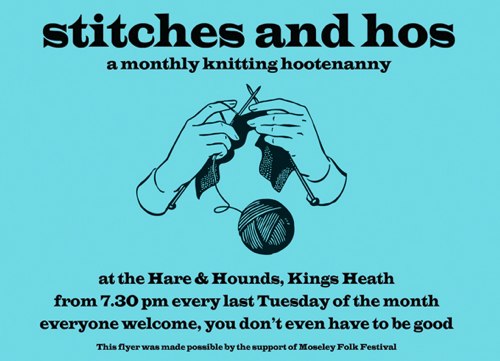 stitches and hos
a monthly knitting hootenanny
at the Hare & Hounds, Kings Heath
from 7.30 pm every last Tuesday of the month
everyone welcome, you don't even have to be good
This flyer was made possible by the support of Moseley Folk Festival